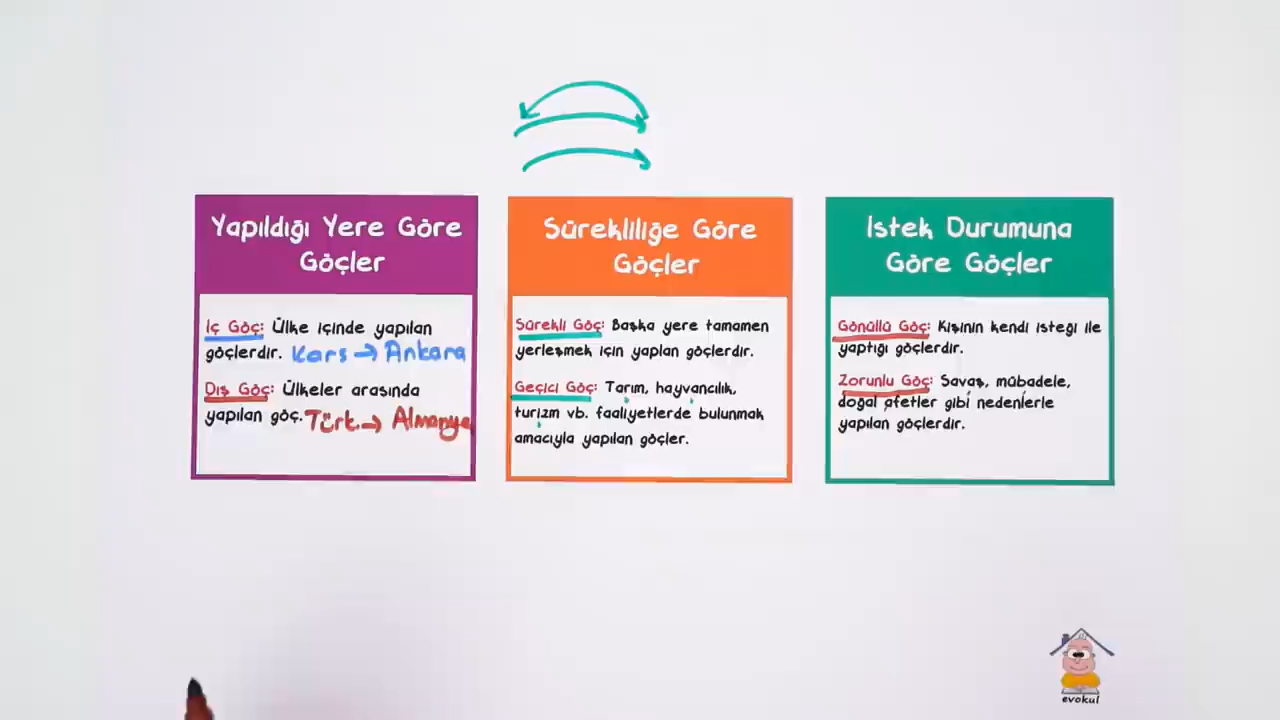 Yapıldığı Yere Göre
Göçler
İç Göç: Ülke içinde yapılan
göçlerdir. Kars → Ankara
Dış Göç: Ülkeler arasında
yapılan göç. Türk. → Almanya
Sürekliliğe Göre
Göçler
Sürekli Göç: Başka yere tamamen
yerleşmek için yaplan göçlerdir.
Geçici Göç: Tarım, hayvancılık,
turizm vb. faaliyetlerde bulunmak
amacıyla yapılan göçler.
İstek Durumuna
Göre Göçler
Gönüllü Göç: Kişinin kendi isteği ile
yaptığı göçlerdir.
Zorunlu Göç: Savaş, mübadele,
doğal afetler gibi nedenlerle
yapılan göçlerdir.
evokul